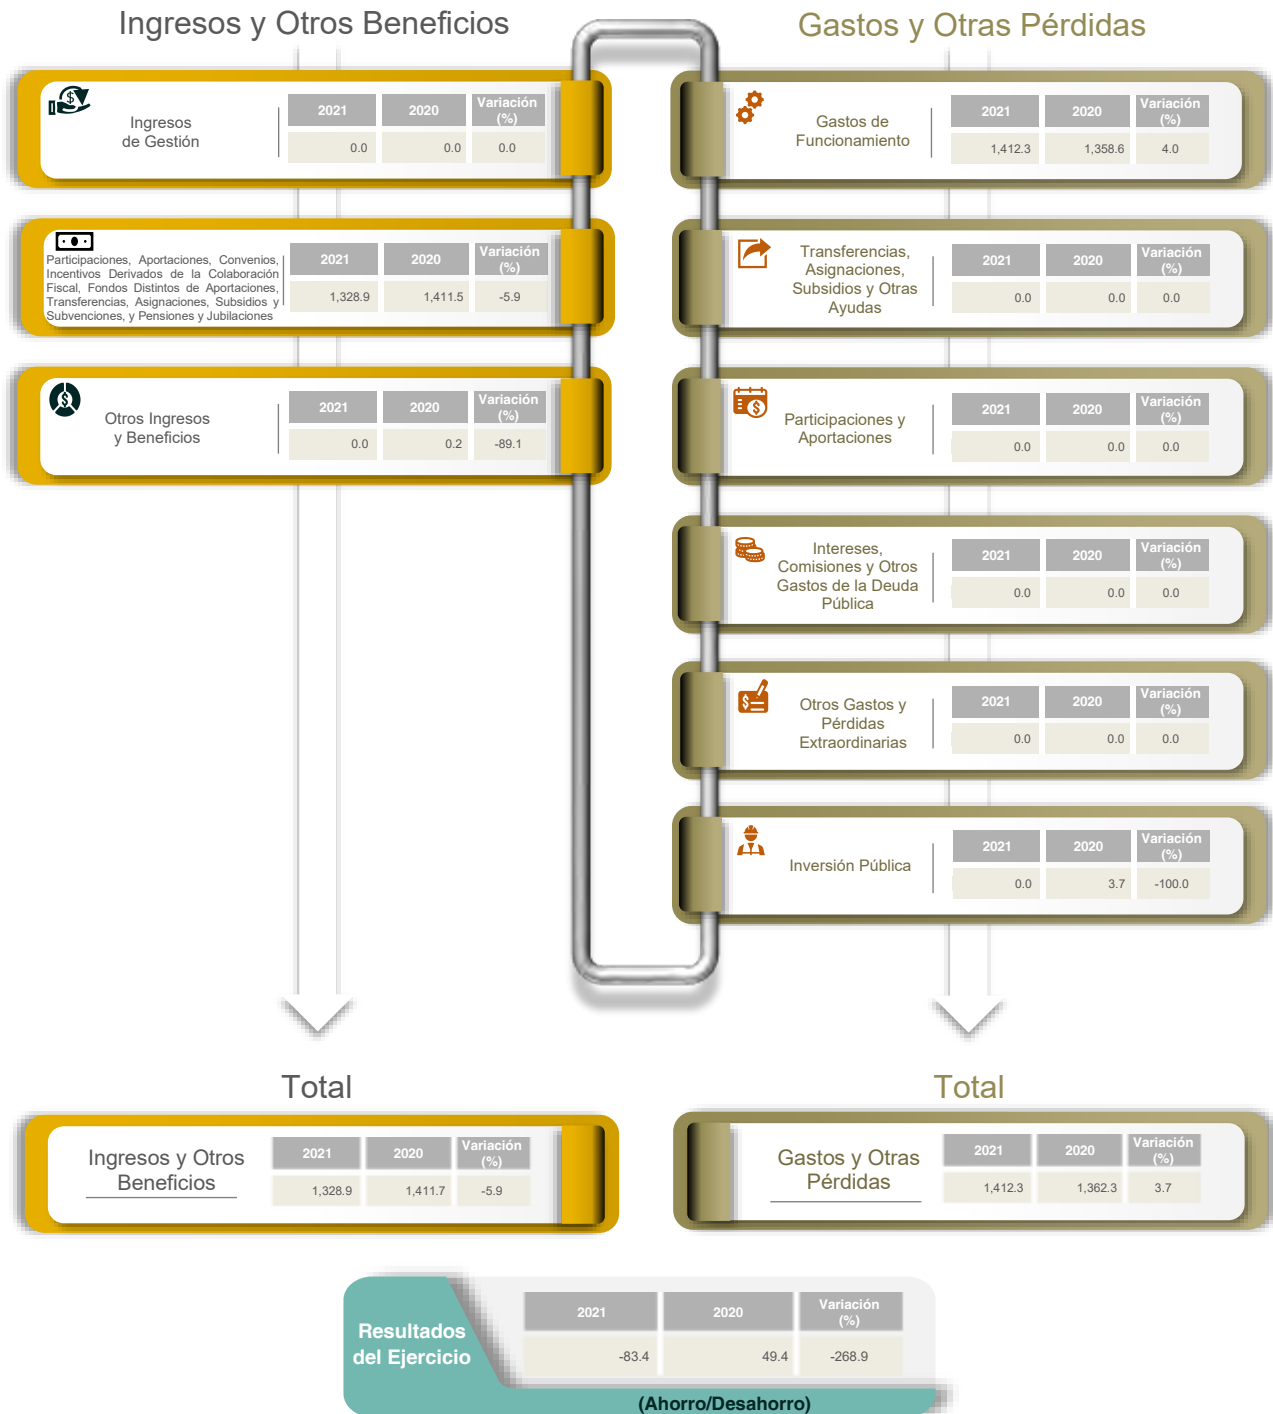 Ingresos y Otros Beneficios
Ingresos
de Gestión
2021 2020 Variación (%)
0.0 0.0 0.0
Participaciones, Aportaciones, Convenios,
Incentivos Derivados de la Colaboración
Fiscal, Fondos Distintos de Aportaciones,
Transferencias, Asignaciones, Subsidios y
Subvenciones, y Pensiones y Jubilaciones
2021 2020 Variación (%)
1,328.9 1,411.5 -5.9
Otros Ingresos
y Beneficios
2021 2020 Variación (%)
0.0 0.2 -89.1
Total
Ingresos y Otros
Beneficios
2021 2020 Variación (%)
1,328.9 1,411.7 -5.9
Gastos y Otras Pérdidas
Gastos de
Funcionamiento
2021 2020 Variación (%)
1,412.3 1,358.6 4.0
Transferencias,
Asignaciones,
Subsidios y Otras
Ayudas
2021 2020 Variación (%)
0.0 0.0 0.0
Participaciones y
Aportaciones
2021 2020 Variación (%)
0.0 0.0 0.0
Intereses,
Comisiones y Otros
Gastos de la Deuda
Pública
2021 2020 Variación (%)
0.0 0.0 0.0
Otros Gastos y
Pérdidas
Extraordinarias
2021 2020 Variación (%)
0.0 0.0 0.0
Inversión Pública
2021 2020 Variación (%)
0.0 3.7 -100.0
Total
Gastos y Otras
Pérdidas
2021 2020 Variación (%)
1,412.3 1,362.3 3.7
Resultados
del Ejercicio
2021 2020 Variación (%)
-83.4 49.4 -268.9
(Ahorro/Desahorro)